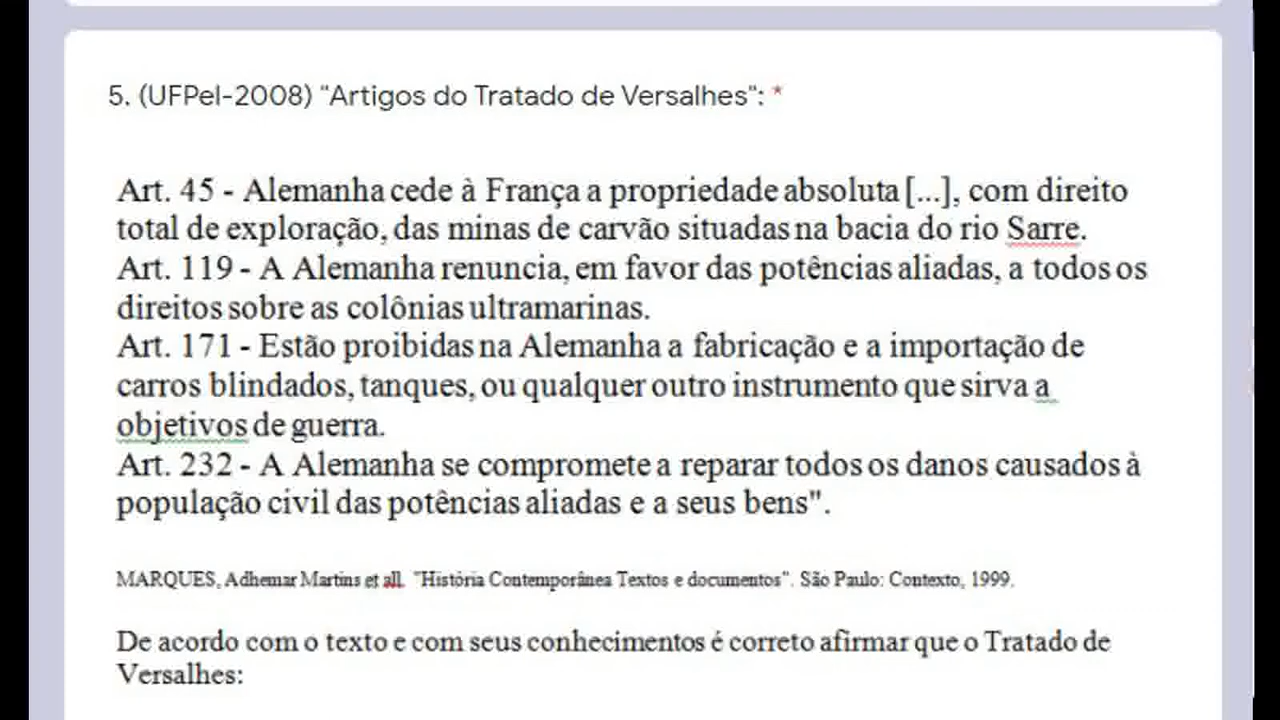 5. (UFPel-2008) "Artigos do Tratado de Versalhes": *
Art. 45 - Alemanha cede à França a propriedade absoluta [...], com direito
total de exploração, das minas de carvão situadas na bacia do rio Sarre.
Art. 119 - A Alemanha renuncia, em favor das potências aliadas, a todos os
direitos sobre as colônias ultramarinas.
Art. 171 - Estão proibidas na Alemanha a fabricação e a importação de
carros blindados, tanques, ou qualquer outro instrumento que sirva a
objetivos de guerra.
Art. 232 - A Alemanha se compromete a reparar todos os danos causados à
população civil das potências aliadas e a seus bens".
MARQUES, Adhemar Martins et all. "História Contemporânea Textos e documentos". São Paulo: Contexto, 1999.
De acordo com o texto e com seus conhecimentos é correto afirmar que o Tratado de
Versalhes: